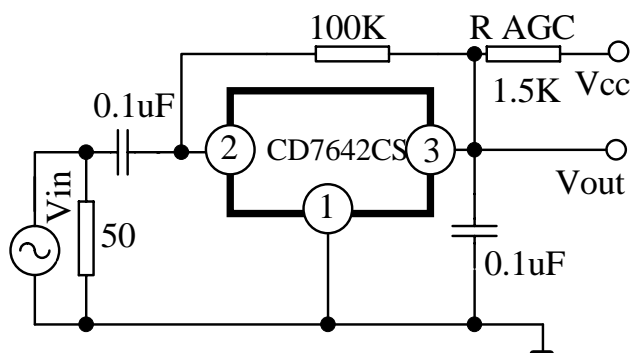 100K
R AGC
1.5K
Vcc
0.1uF
2
CD7642CS
3
Vin
Vout
1
50
0.1uF